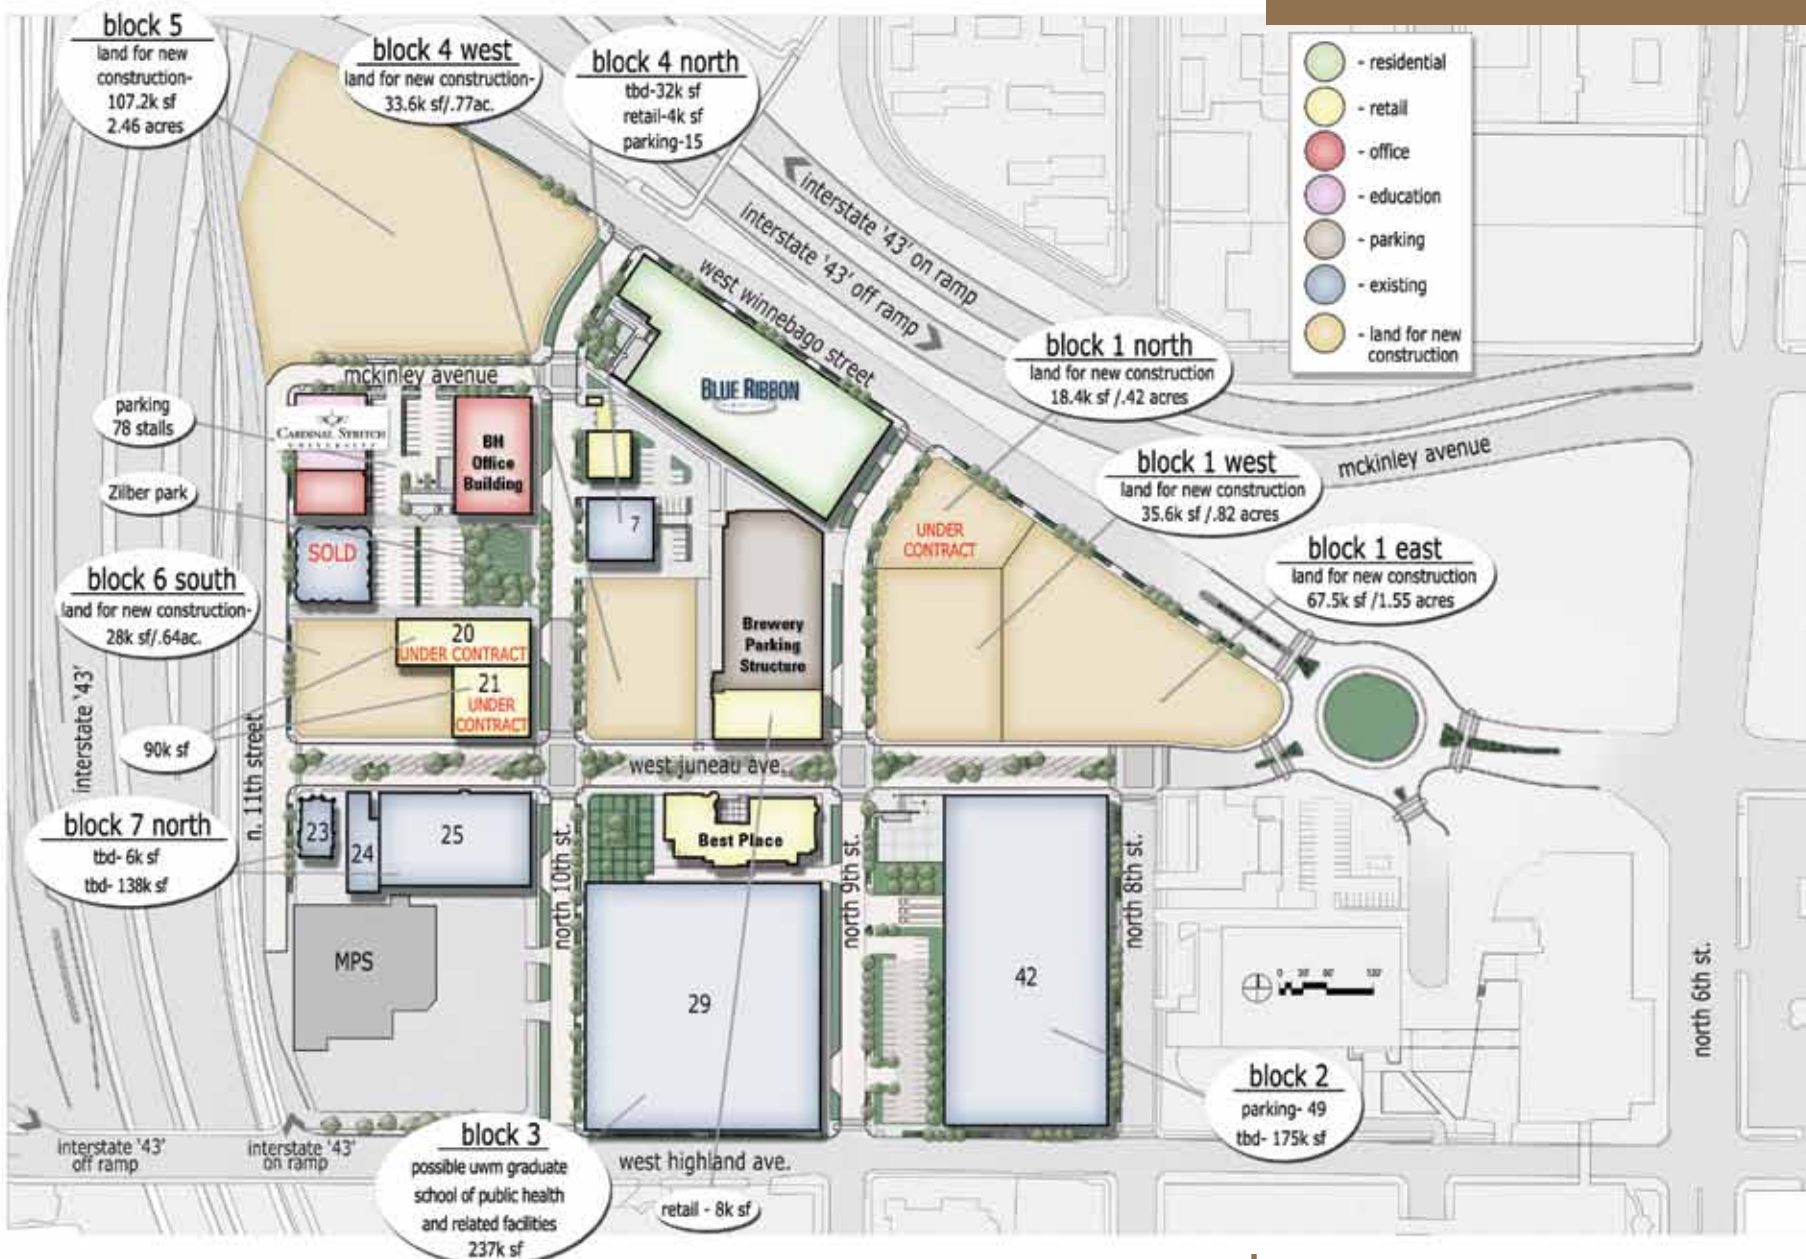 block 5
land for new
construction-
107.2k sf
2.46 acres
block 4 west
land for new construction-
33.6k sf/.77ac.
block 4 north
tbd-32k sf
retail-4k sf
parking-15
- residential
- retail
- office
- education
- parking
- existing
- land for new
construction
interstate '43' on ramp
interstate '43' off ramp
west winnebago street
block 1 north
land for new construction
18.4k sf /.42 acres
mckinley avenue
BLUE RIBBON
mckinley avenue
parking
78 stalls
CARDINAL STRITCH
UNIVERSITY
BH
Office
Building
block 1 west
land for new construction
35.6k sf /.82 acres
Zilber park
SOLD
7
UNDER
CONTRACT
block 1 east
land for new construction
67.5k sf /1.55 acres
block 6 south
land for new construction-
28k sf/.64ac.
20
UNDER CONTRACT
21
UNDER
CONTRACT
Brewery
Parking
Structure
interstate '43'
n. 11th street
90k sf
west juneau ave.
block 7 north
tbd- 6k sf
tbd- 138k sf
23
24
25
Best Place
north 10th st.
north 9th st.
north 8th st.
north 6th st.
MPS
29
42
0
120'
block 2
parking- 49
tbd- 175k sf
interstate '43'
off ramp
interstate '43'
on ramp
block 3
possible uwm graduate
school of public health
and related facilities
237k sf
west highland ave.
retail - 8k sf